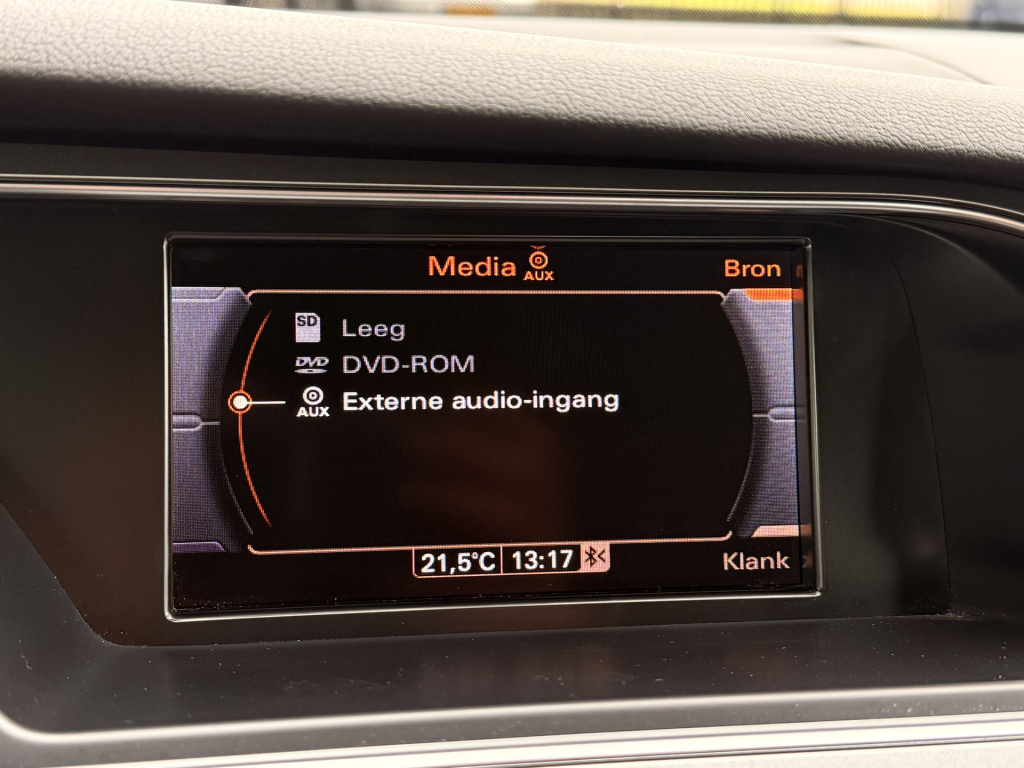 Media AUX Bron
SD Leeg
DVD DVD-ROM
AUX Externe audio-ingang
21,5°C 13:17
Klank